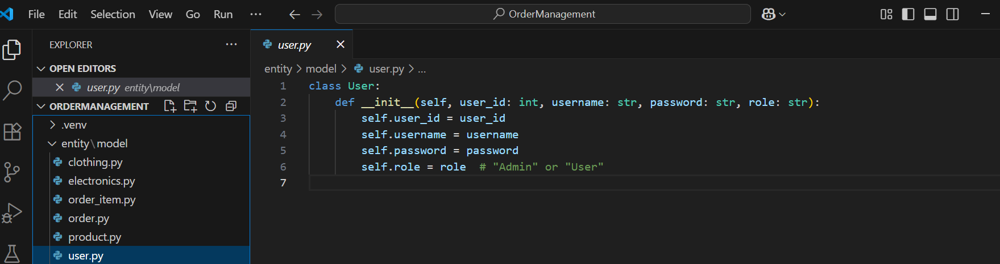 File Edit Selection View Go Run ··· OrderManagement
EXPLORER ···
OPEN EDITORS
user.py entity\model
ORDERMANAGEMENT
.venv
entity\model
clothing.py
electronics.py
order_item.py
order.py
product.py
user.py
user.py
entity > model > user.py > ...
1 class User:
2     def __init__(self, user_id: int, username: str, password: str, role: str):
3         self.user_id = user_id
4         self.username = username
5         self.password = password
6         self.role = role  # "Admin" or "User"
7